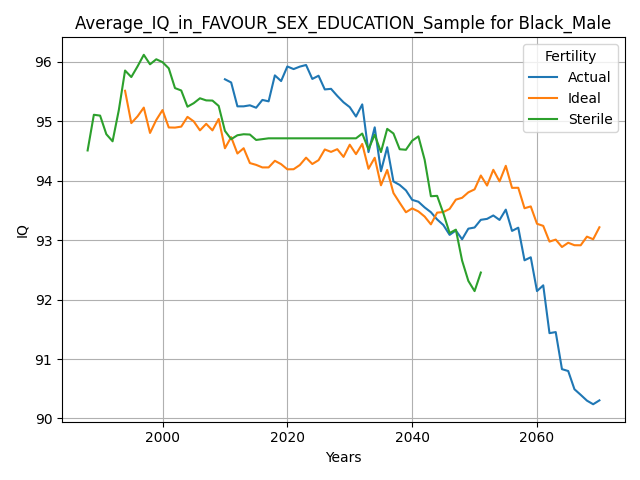 Average_IQ_in_FAVOUR_SEX_EDUCATION_Sample for Black_Male
Fertility
Actual
Ideal
Sterile
IQ
96
95
94
93
92
91
90
2000
2020
2040
2060
Years